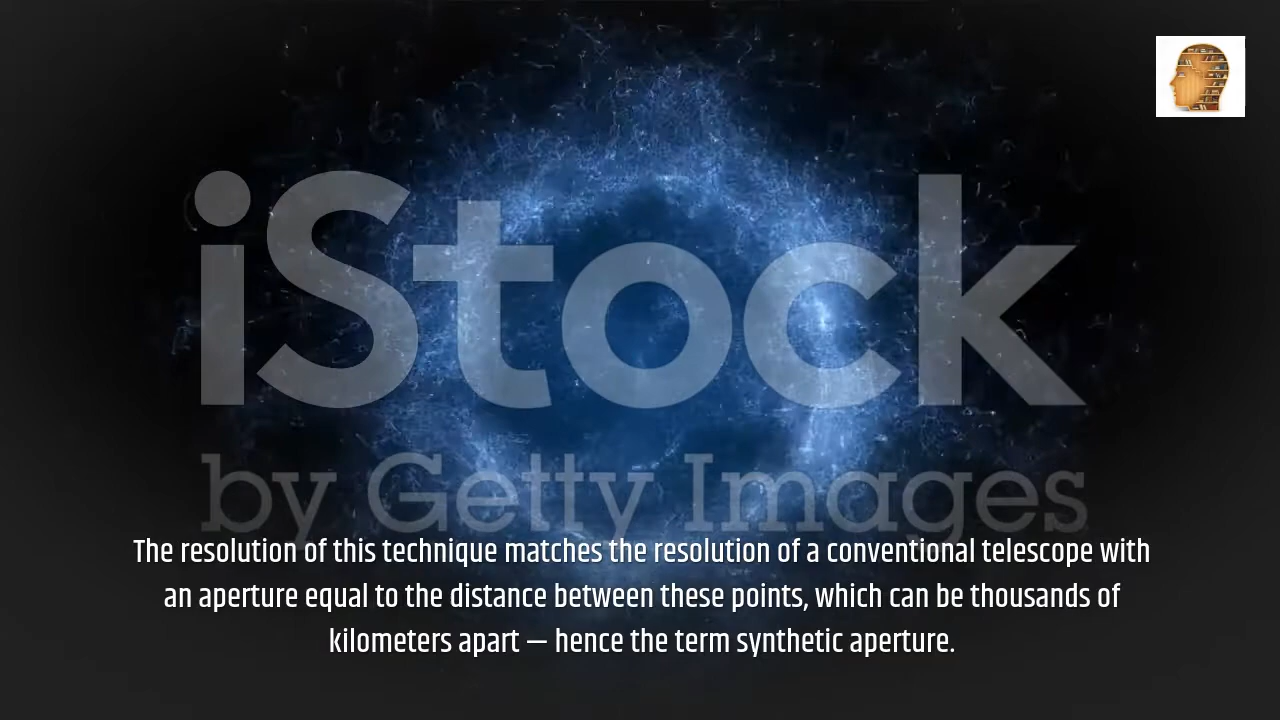 iStock
by Getty Images
The resolution of this technique matches the resolution of a conventional telescope with
an aperture equal to the distance between these points, which can be thousands of
kilometers apart — hence the term synthetic aperture.